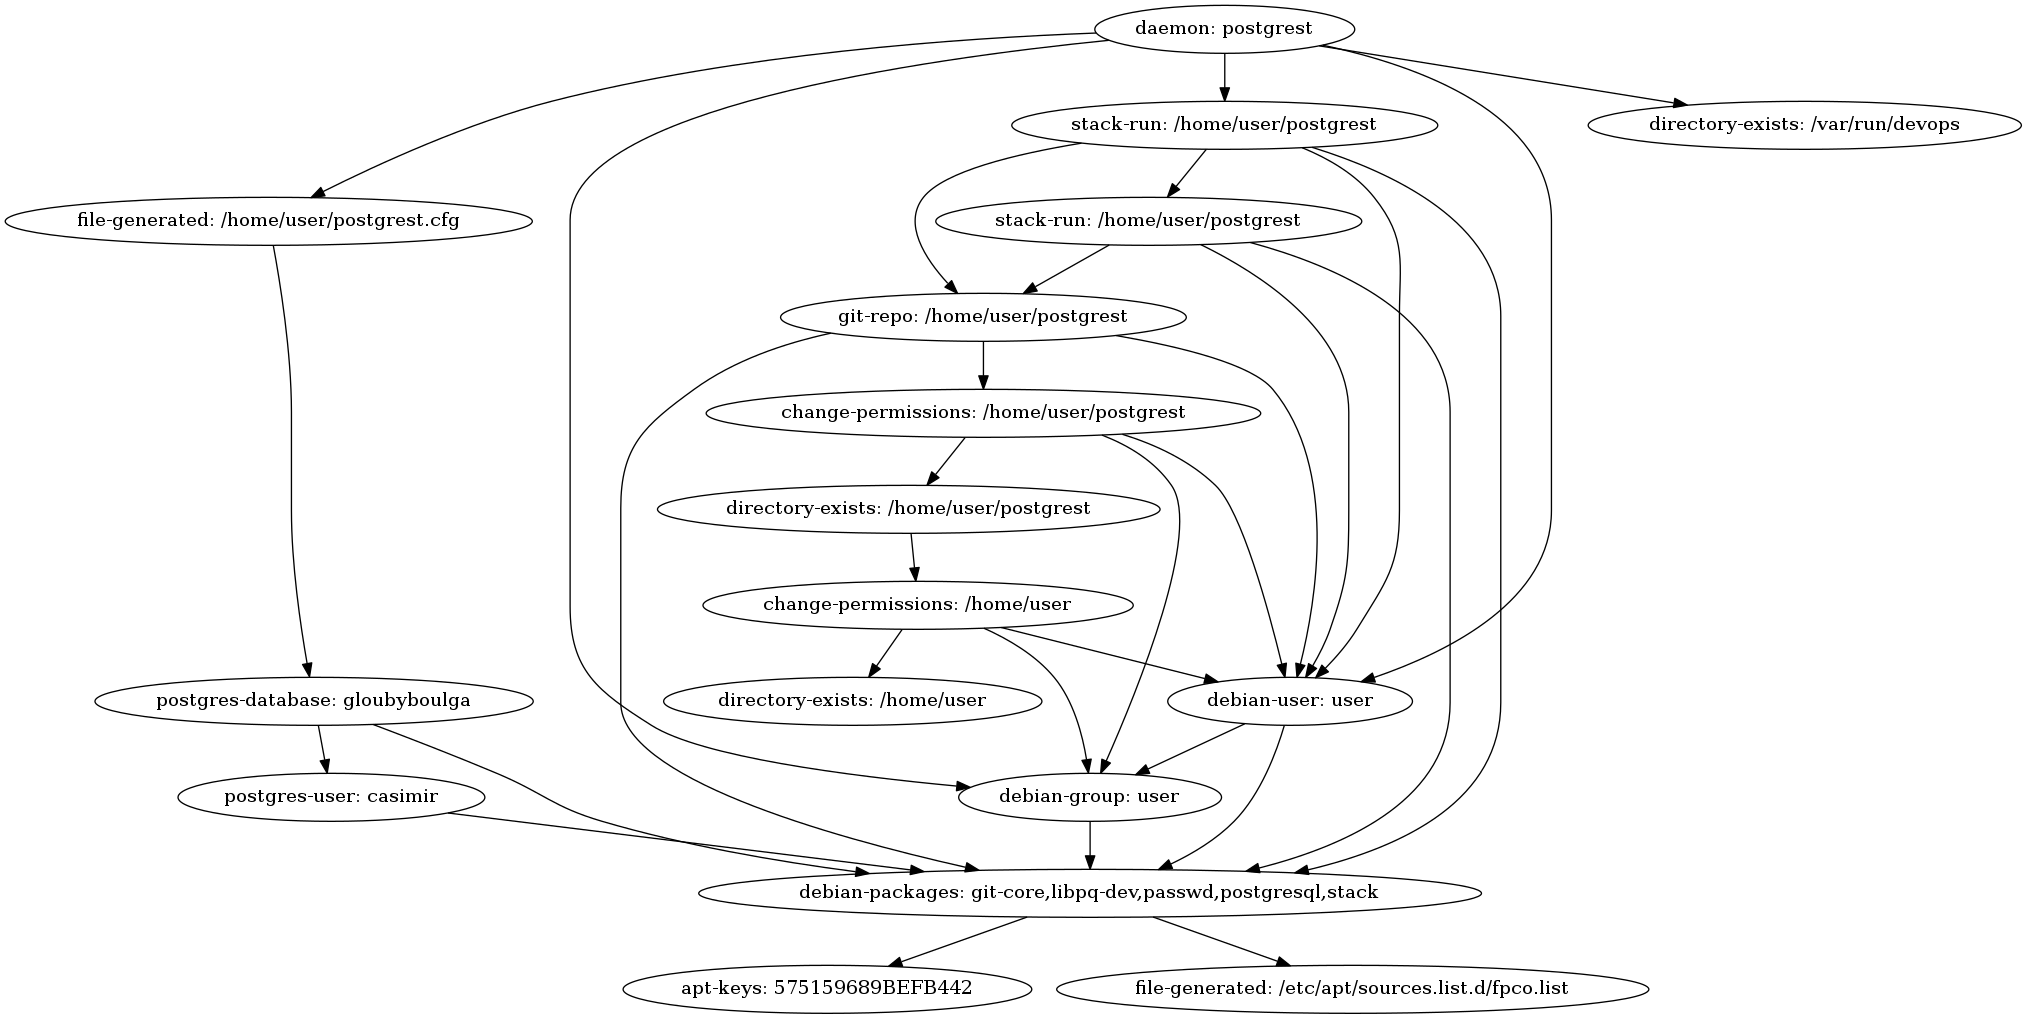 daemon: postgrest
stack-run: /home/user/postgrest
directory-exists: /var/run/devops
file-generated: /home/user/postgrest.cfg
stack-run: /home/user/postgrest
git-repo: /home/user/postgrest
change-permissions: /home/user/postgrest
directory-exists: /home/user/postgrest
change-permissions: /home/user
postgres-database: gloubyboulga
directory-exists: /home/user
debian-user: user
postgres-user: casimir
debian-group: user
debian-packages: git-core,libpq-dev,passwd,postgresql,stack
apt-keys: 575159689BEFB442
file-generated: /etc/apt/sources.list.d/fpco.list